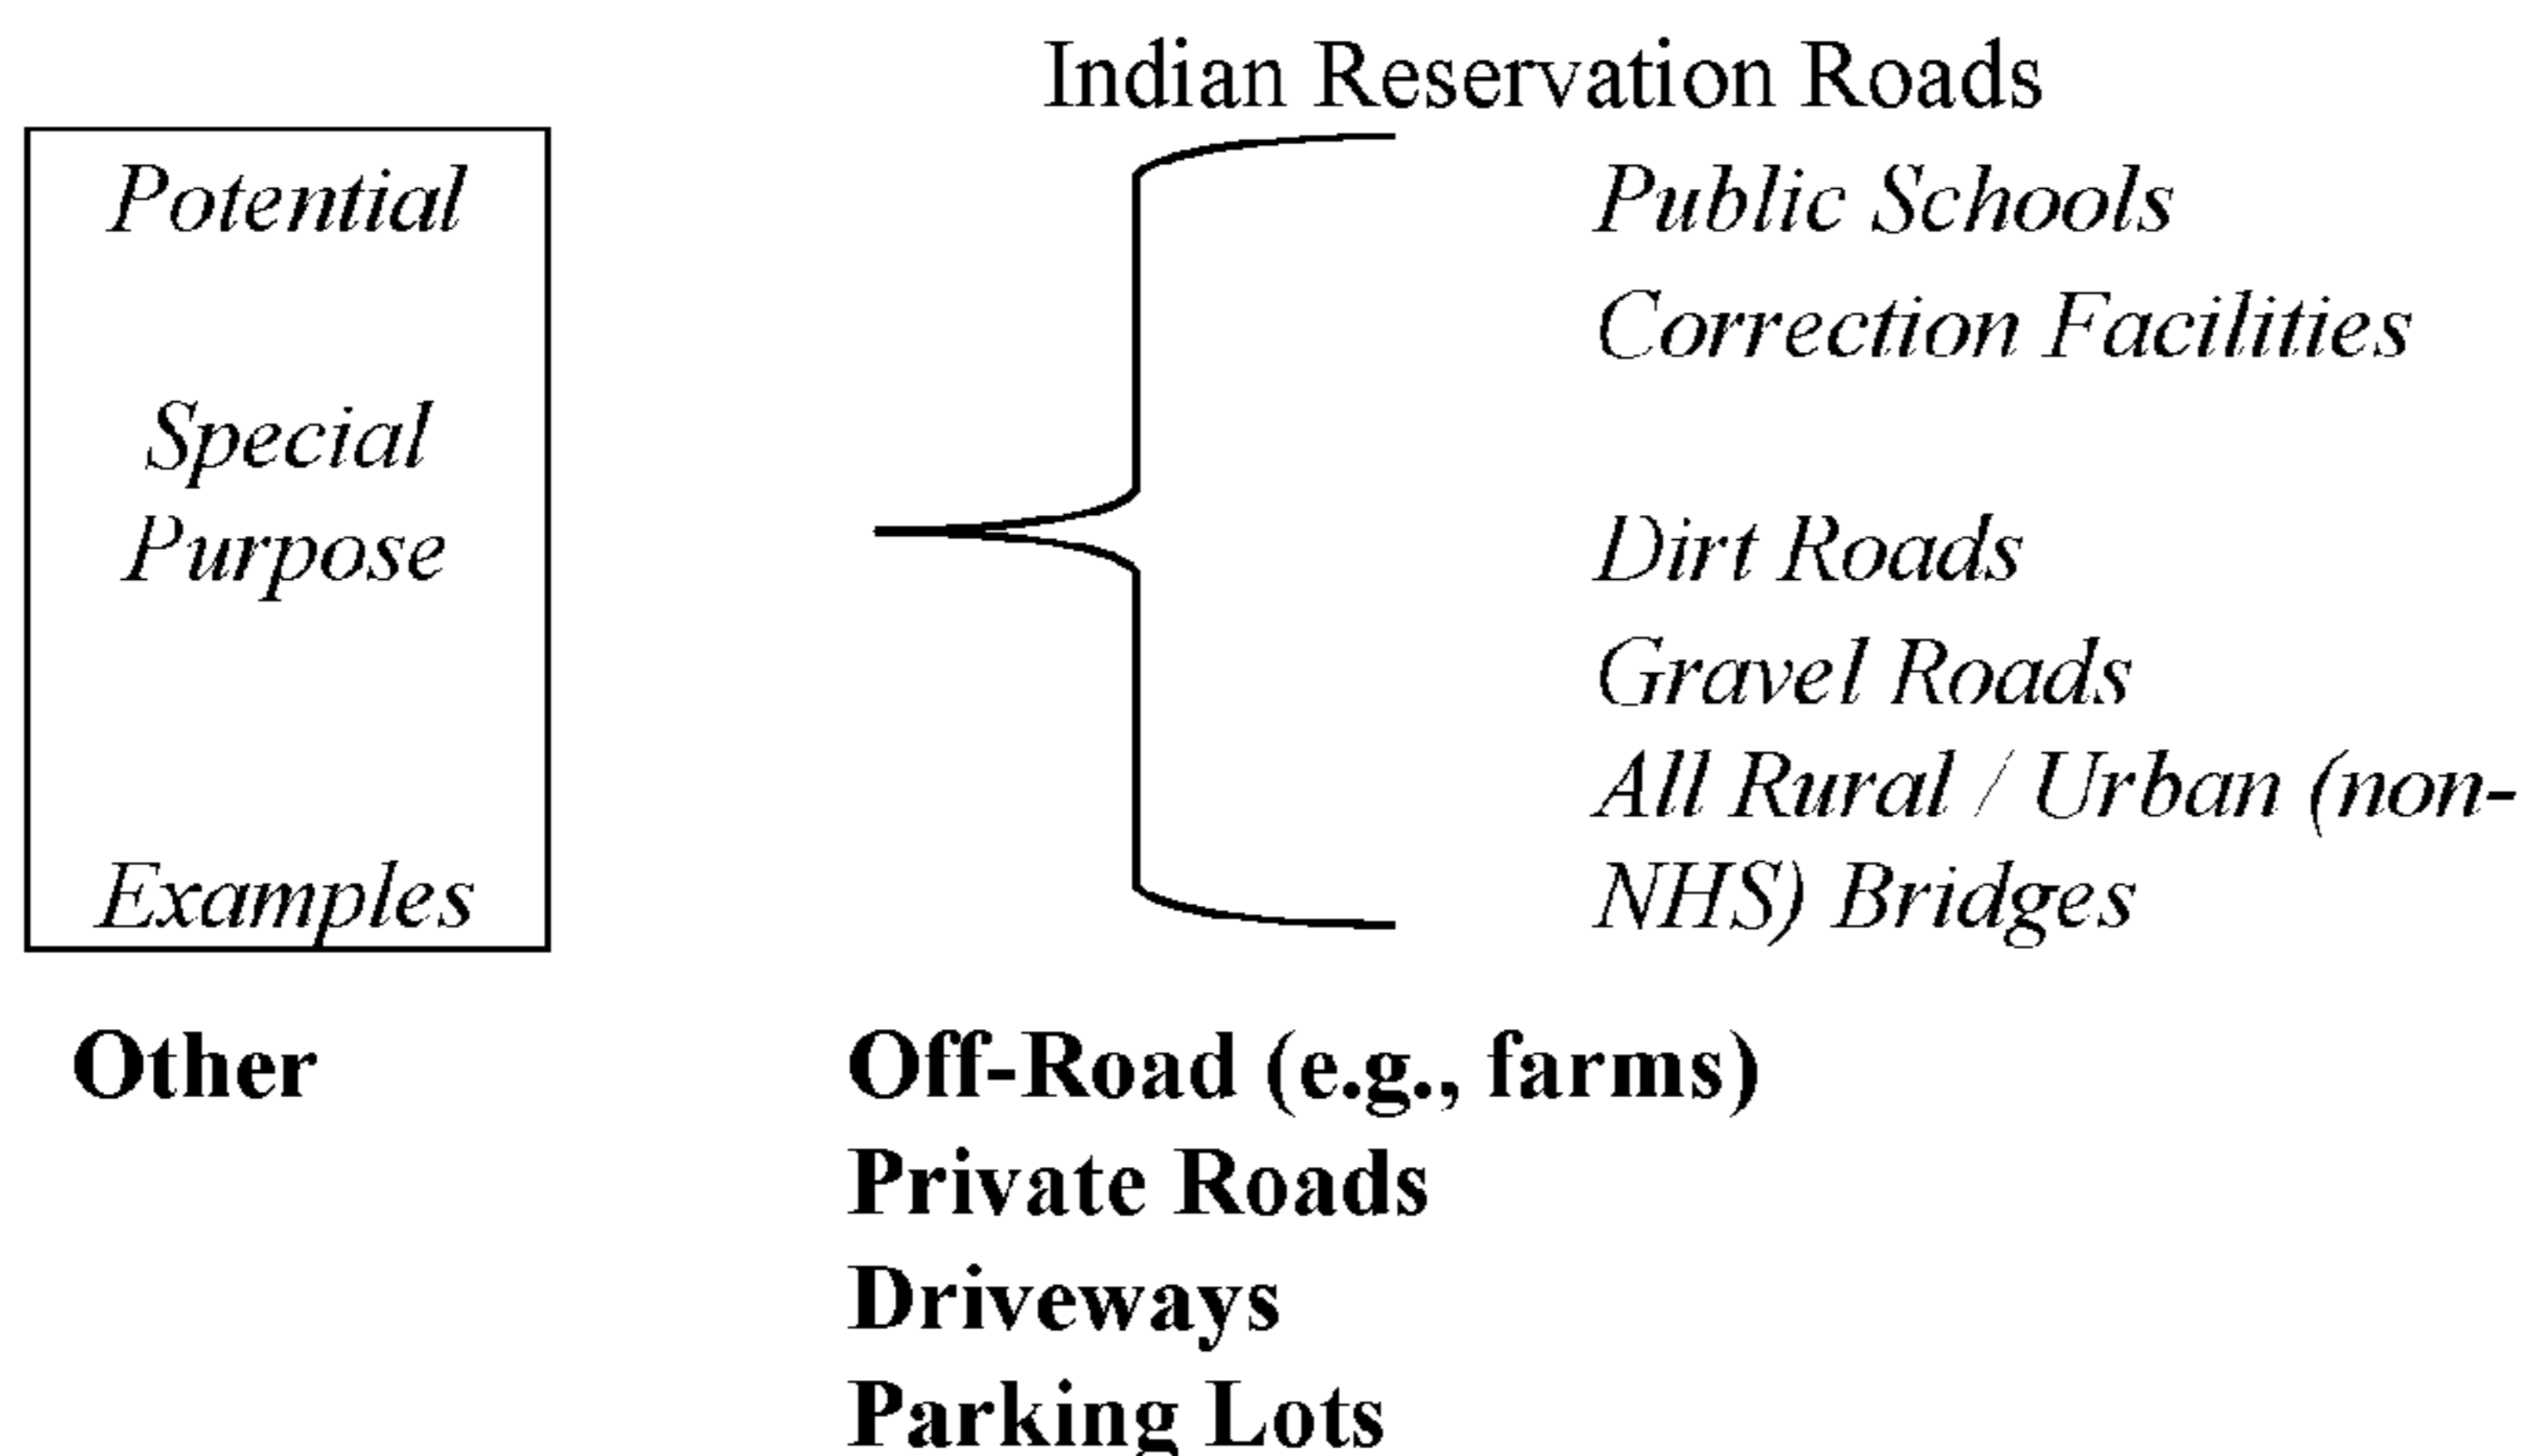 Indian Reservation Roads
Potential
Special
Purpose
Examples
Public Schools
Correction Facilities
Dirt Roads
Gravel Roads
All Rural / Urban (non-
NHS) Bridges
Other
Off-Road (e.g., farms)
Private Roads
Driveways
Parking Lots